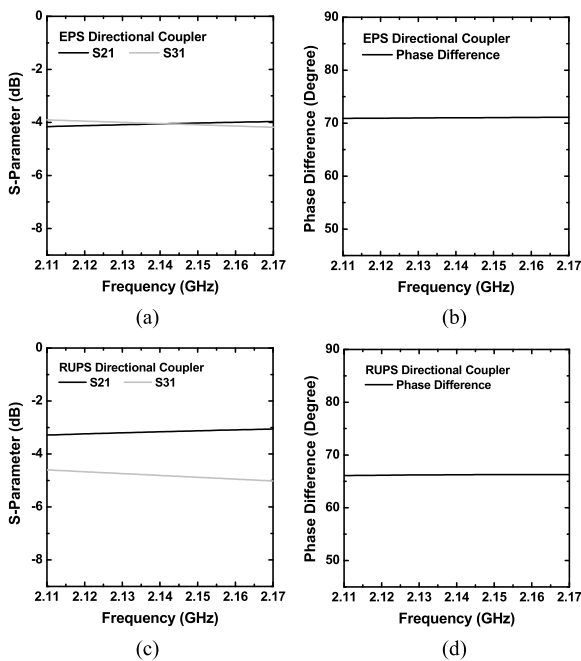 EPS Directional Coupler
S21 S31
S-Parameter (dB)
0
-2
-4
-6
-8
2.11 2.12 2.13 2.14 2.15 2.16 2.17
Frequency (GHz)
(a)
EPS Directional Coupler
Phase Difference
Phase Difference (Degree)
90
80
70
60
50
2.11 2.12 2.13 2.14 2.15 2.16 2.17
Frequency (GHz)
(b)
RUPS Directional Coupler
S21 S31
S-Parameter (dB)
0
-2
-4
-6
-8
2.11 2.12 2.13 2.14 2.15 2.16 2.17
Frequency (GHz)
(c)
RUPS Directional Coupler
Phase Difference
Phase Difference (Degree)
90
80
70
60
50
2.11 2.12 2.13 2.14 2.15 2.16 2.17
Frequency (GHz)
(d)